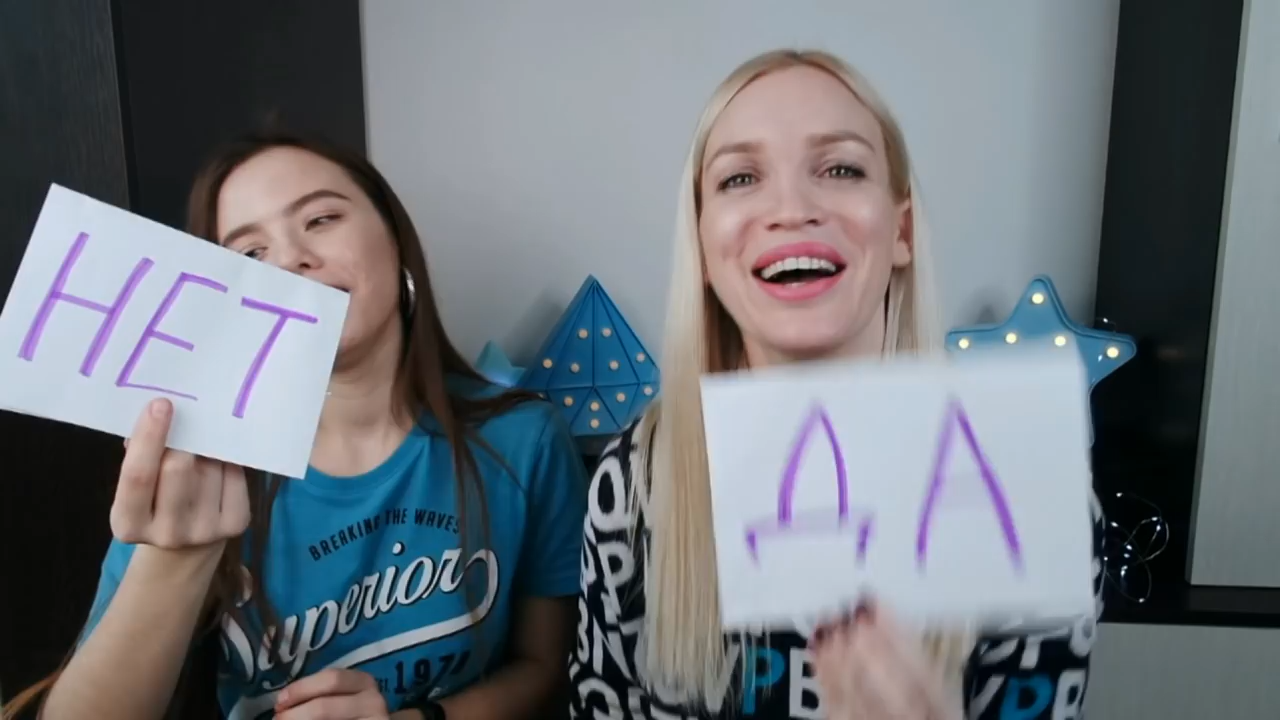 НЕТ
ДА
BREAKING THE WAVES
Superior